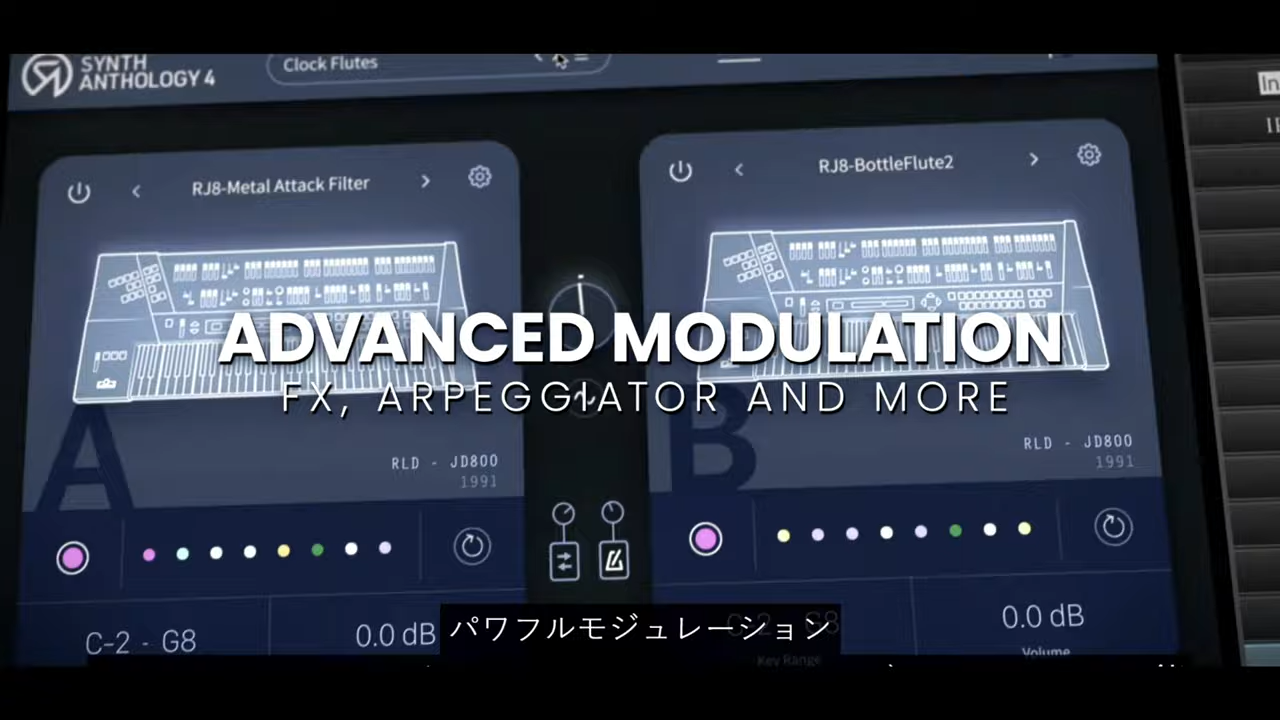 SYNTH
ANTHOLOGY 4
Clock Flutes
RJ8-Metal Attack Filter
RJ8-BottleFlute2
ADVANCED MODULATION
FX, ARPEGGIATOR AND MORE
A
B
RLD - JD800
1991
RLD - JD800
1991
C-2 - G8
0.0 dB
パワフルモジュレーション
0.0 dB
Key Range
Volume